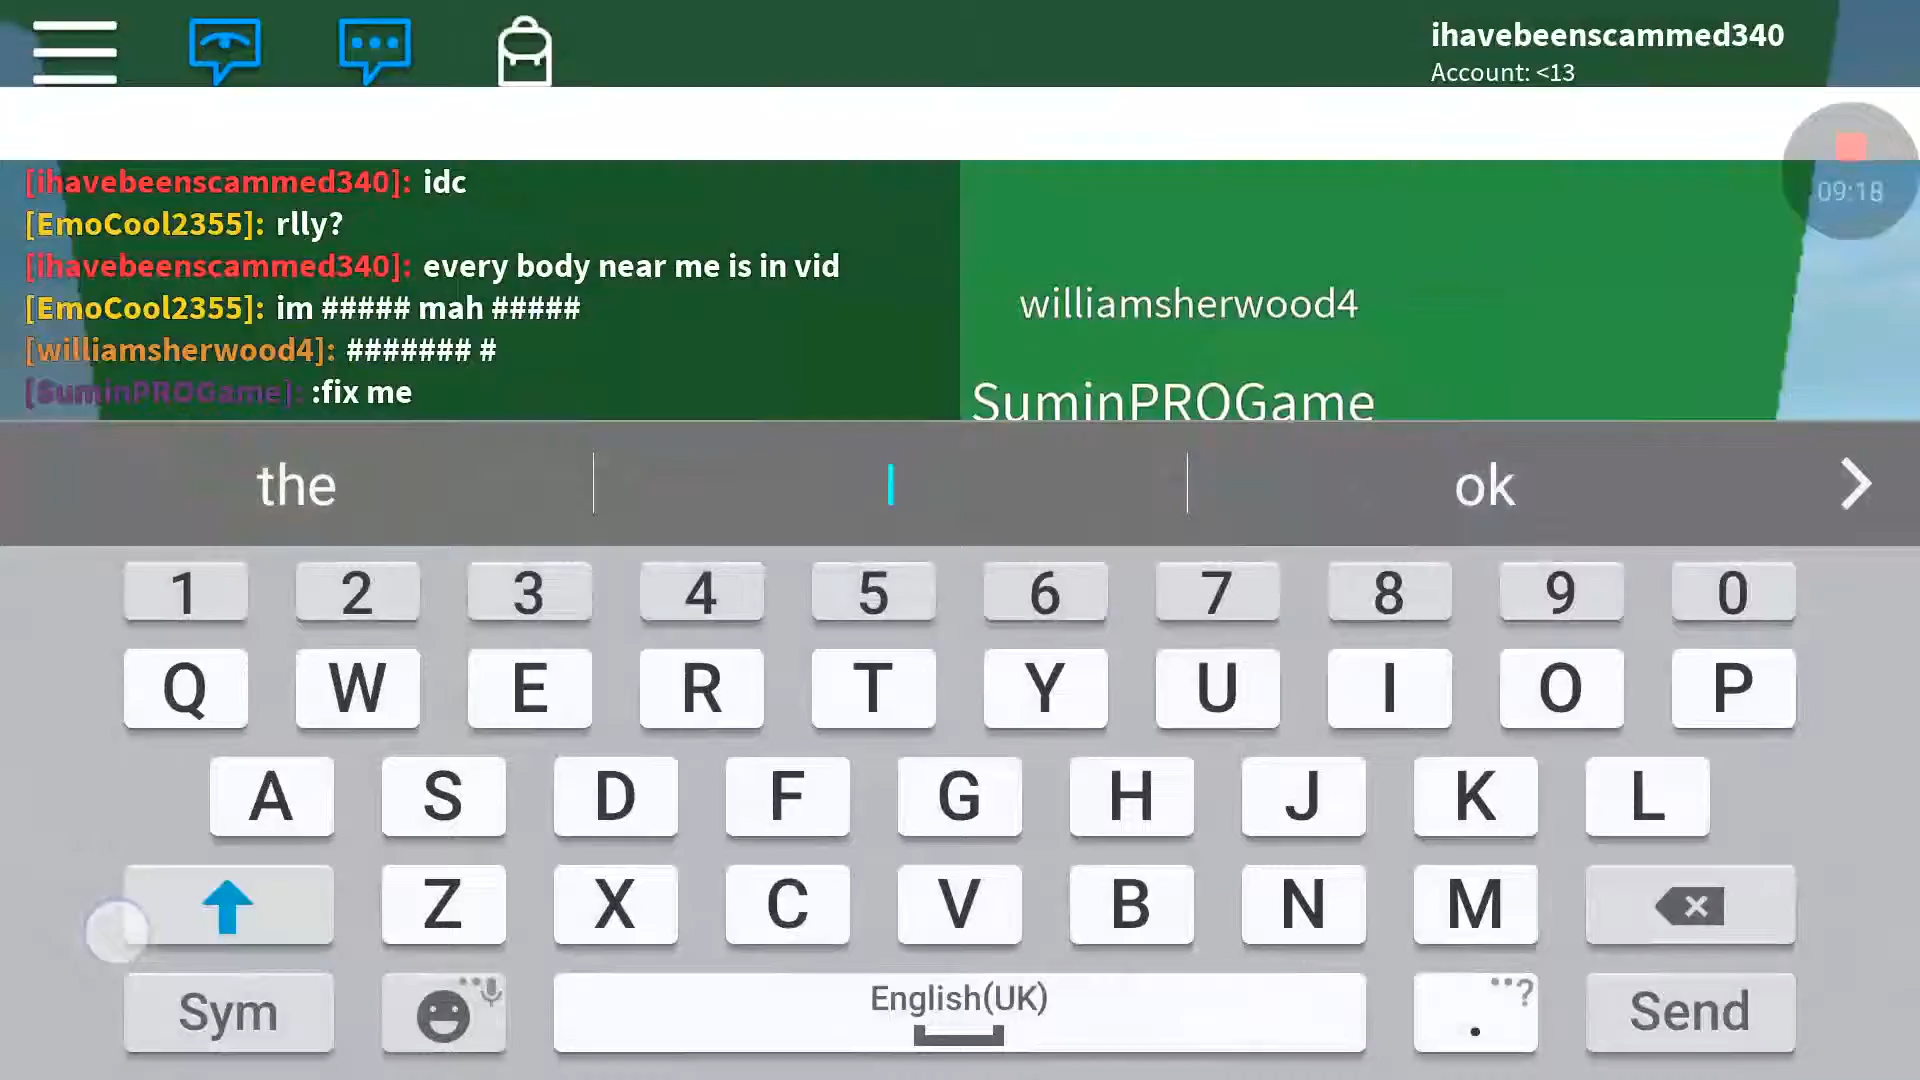 ihavebeenscammed340
Account: <13
09:18
[ihavebeenscammed340]: idc
[EmoCool2355]: rlly?
[ihavebeenscammed340]: every body near me is in vid
[EmoCool2355]: im ##### mah #####
[williamsherwood4]: ####### #
[SuminPROGame]: :fix me
williamsherwood4
SuminPROGame
the I ok
1 2 3 4 5 6 7 8 9 0
Q W E R T Y U I O P
A S D F G H J K L
Z X C V B N M
Sym English(UK) . ? Send